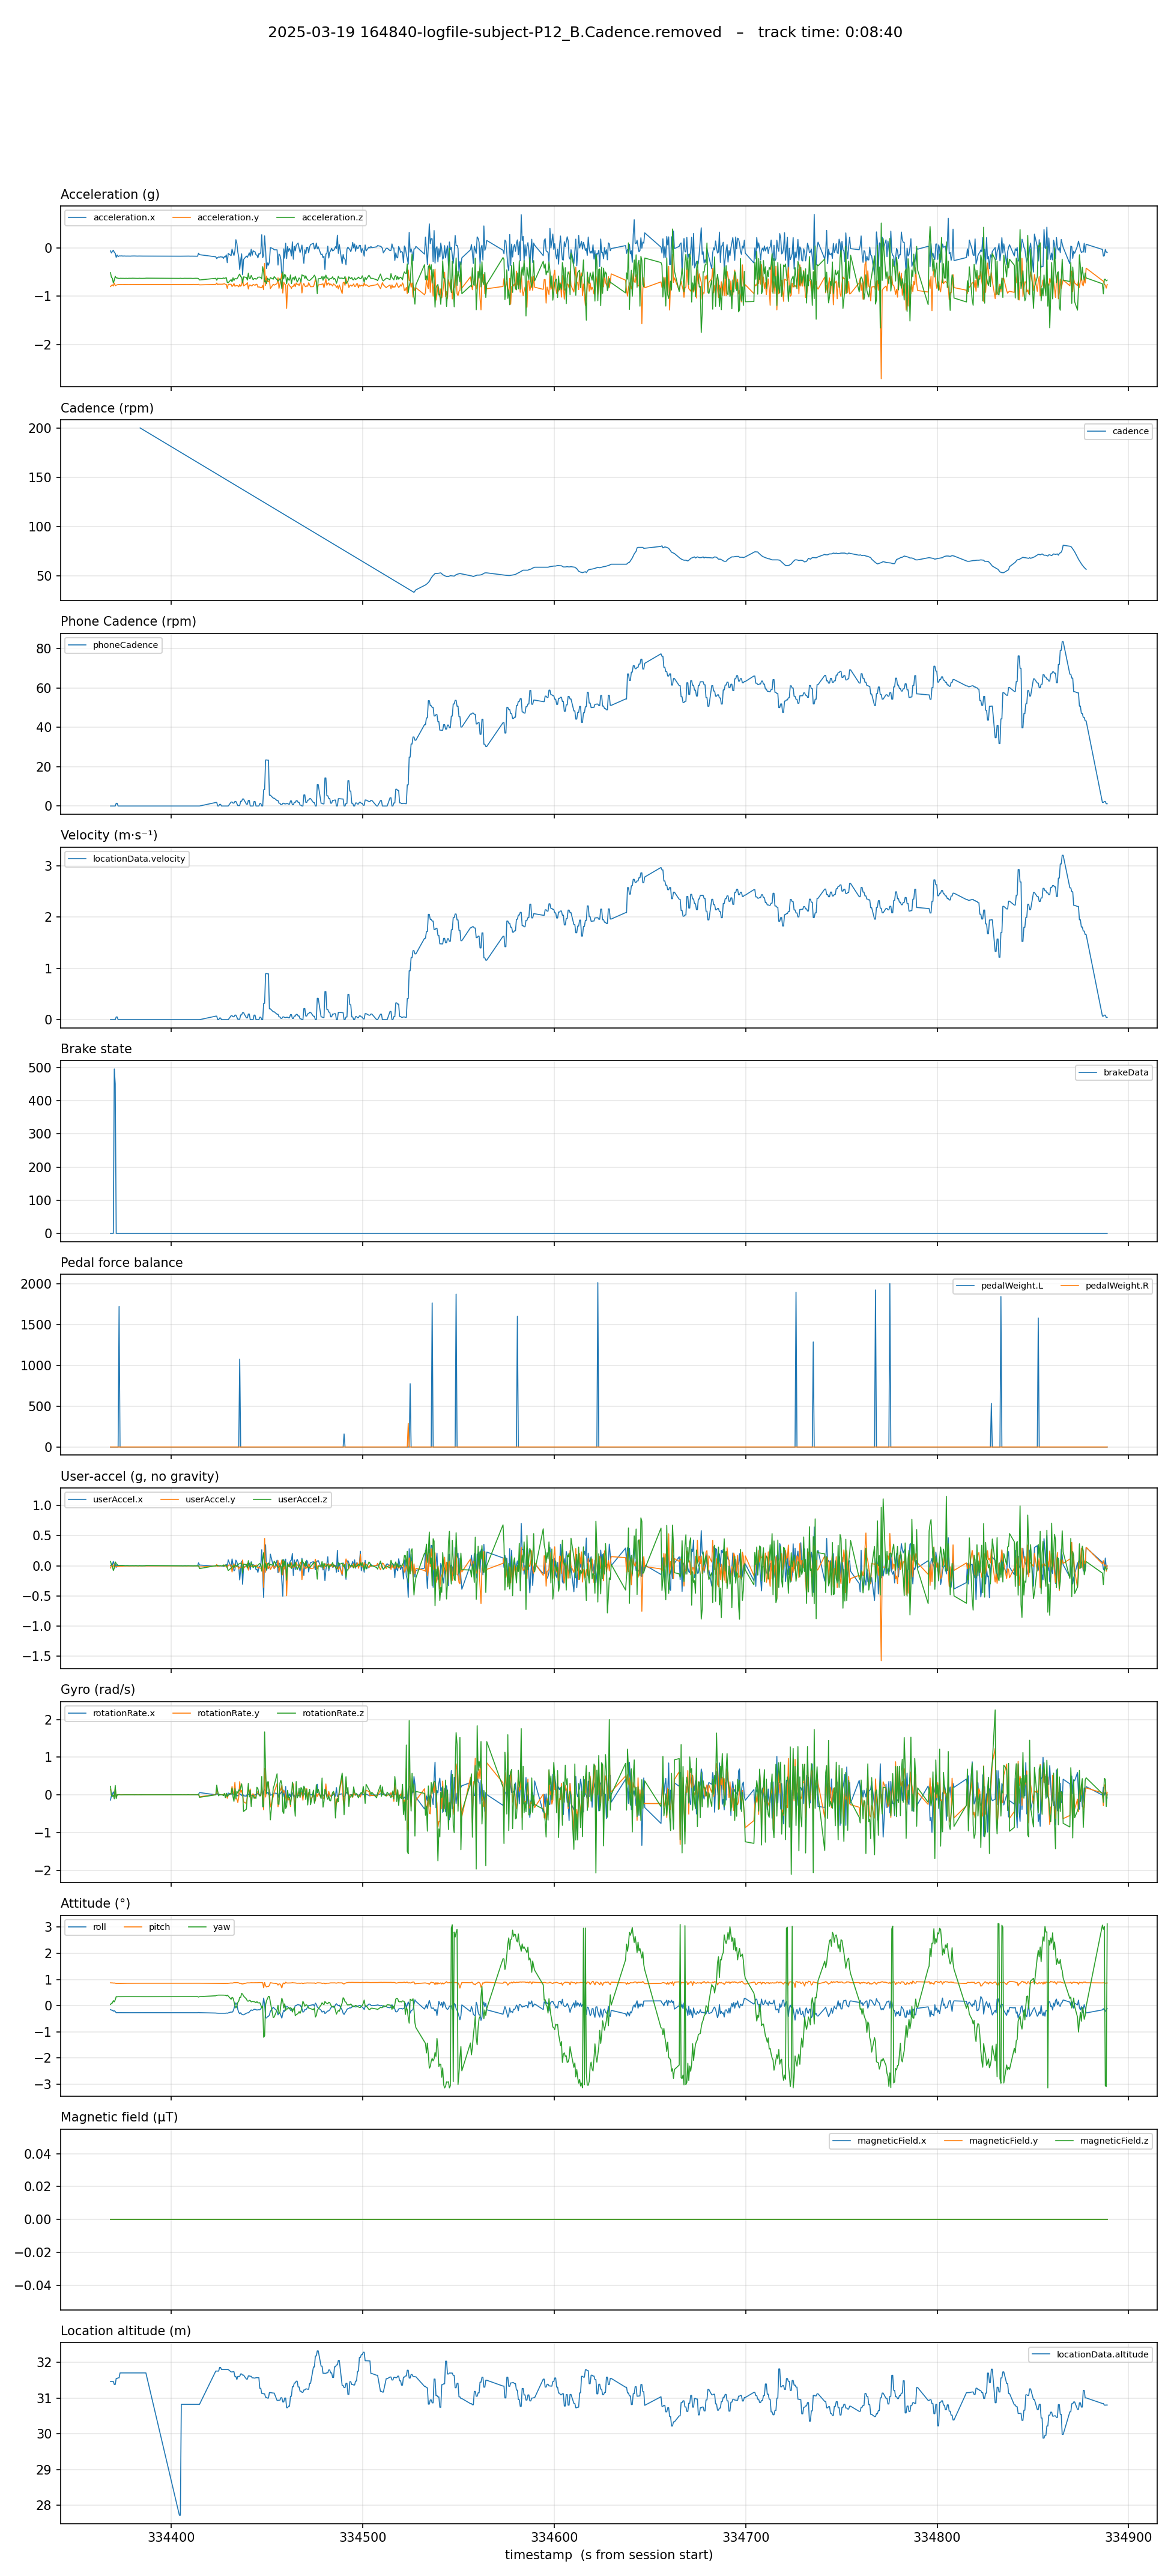 2025-03-19 164840-logfile-subject-P12_B.Cadence.removed – track time: 0:08:40
Acceleration (g)
acceleration.x acceleration.y acceleration.z
0
−1
−2
Cadence (rpm)
cadence
200
150
100
50
Phone Cadence (rpm)
phoneCadence
80
60
40
20
0
Velocity (m·s⁻¹)
locationData.velocity
3
2
1
0
Brake state
brakeData
500
400
300
200
100
0
Pedal force balance
pedalWeight.L pedalWeight.R
2000
1500
1000
500
0
User-accel (g, no gravity)
userAccel.x userAccel.y userAccel.z
1.0
0.5
0.0
−0.5
−1.0
−1.5
Gyro (rad/s)
rotationRate.x rotationRate.y rotationRate.z
2
1
0
−1
−2
Attitude (°)
roll pitch yaw
3
2
1
0
−1
−2
−3
Magnetic field (µT)
magneticField.x magneticField.y magneticField.z
0.04
0.02
0.00
−0.02
−0.04
Location altitude (m)
locationData.altitude
32
31
30
29
28
334400 334500 334600 334700 334800 334900
timestamp (s from session start)